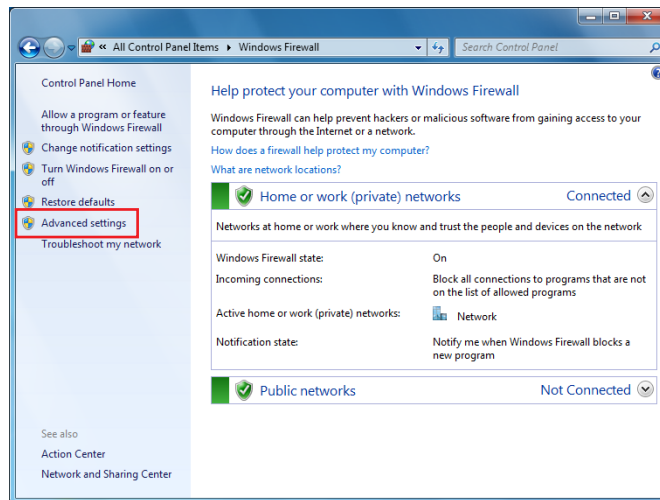 « All Control Panel Items ▸ Windows Firewall
Search Control Panel
Control Panel Home
Allow a program or feature
through Windows Firewall
Change notification settings
Turn Windows Firewall on or
off
Restore defaults
Advanced settings
Troubleshoot my network
See also
Action Center
Network and Sharing Center
Help protect your computer with Windows Firewall
Windows Firewall can help prevent hackers or malicious software from gaining access to your
computer through the Internet or a network.
How does a firewall help protect my computer?
What are network locations?
Home or work (private) networks Connected
Networks at home or work where you know and trust the people and devices on the network
Windows Firewall state: On
Incoming connections: Block all connections to programs that are not
on the list of allowed programs
Active home or work (private) networks: Network
Notification state: Notify me when Windows Firewall blocks a
new program
Public networks Not Connected